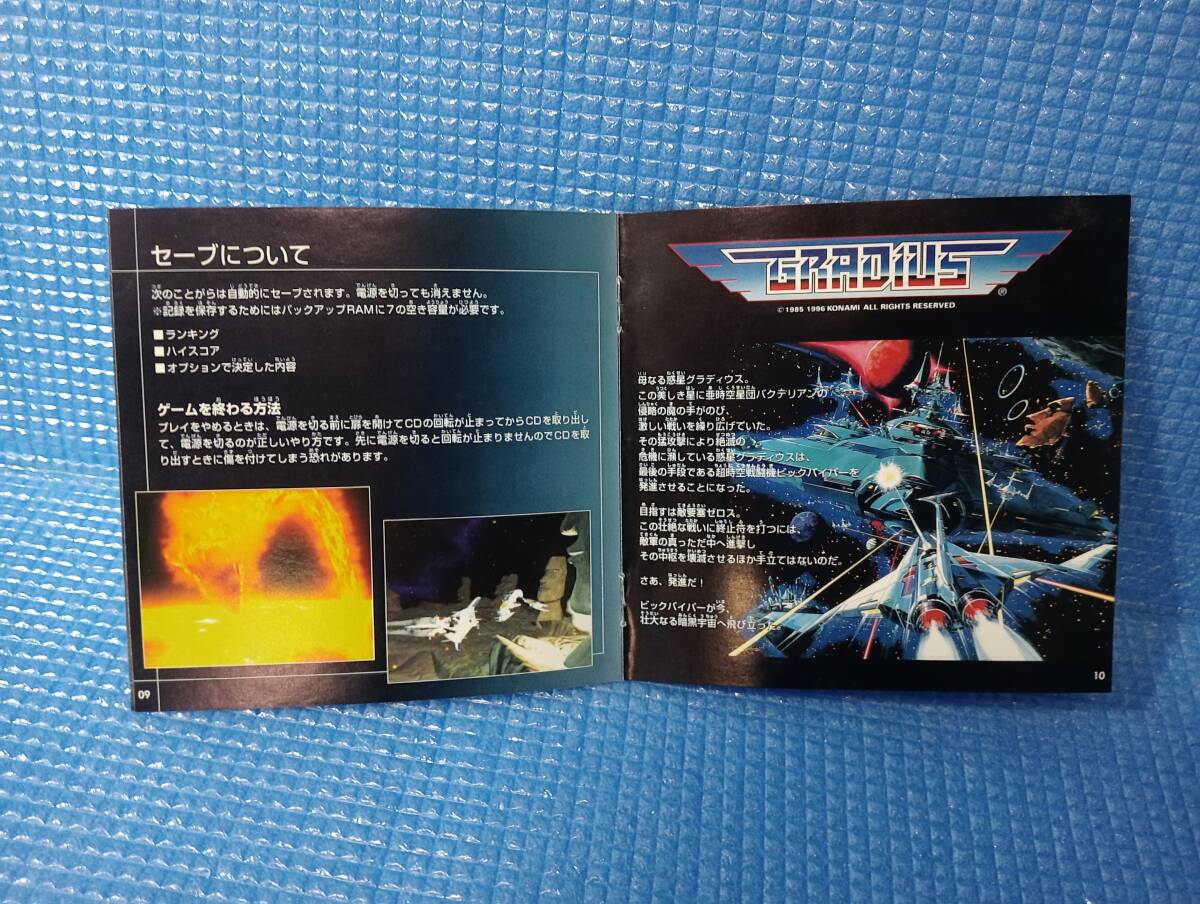 セーブについて
次のことがらは自動的にセーブされます。電源を切っても消えません。
※記録を保存するためにはバックアップRAMに7の空き容量が必要です。
■ランキング
■ハイスコア
■オプションで決定した内容
ゲームを終わる方法
プレイをやめるときは、電源を切る前に扉を開けてCDの回転が止まってからCDを取り出し
て、電源を切るのが正しいやり方です。先に電源を切ると回転が止まりませんのでCDを取
り出すときに傷を付けてしまう恐れがあります。
09
GRADIUS
®
© 1985 1996 KONAMI ALL RIGHTS RESERVED.
母なる惑星グラディウス。
この美しき星に亜時空星団バクテリアンの
侵略の魔の手がのび、
激しい戦いを繰り広げていた。
その猛攻撃により絶滅の
危機に瀕している惑星グラディウスは、
最後の手段である超時空戦闘機ビックバイパーを
発進させることになった。
目指すは敵要塞ゼロス。
この壮絶な戦いに終止符を打つには、
敵軍の真っただ中へ進撃し
その中枢を壊滅させるほか手立てはないのだ。
さあ、発進だ!
ビックバイパーが今、
壮大なる暗黒宇宙へ飛び立った。
10